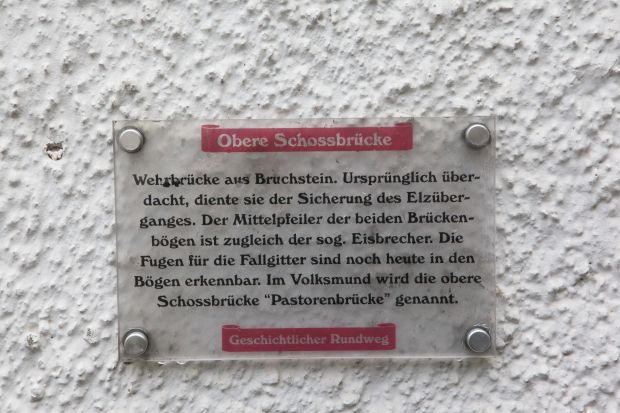 Obere Schossbrücke
Wehrbrücke aus Bruchstein. Ursprünglich über-
dacht, diente sie der Sicherung des Elzüber-
ganges. Der Mittelpfeiler der beiden Brücken-
bögen ist zugleich der sog. Eisbrecher. Die
Fugen für die Fallgitter sind noch heute in den
Bögen erkennbar. Im Volksmund wird die obere
Schossbrücke "Pastorenbrücke" genannt.
Geschichtlicher Rundweg